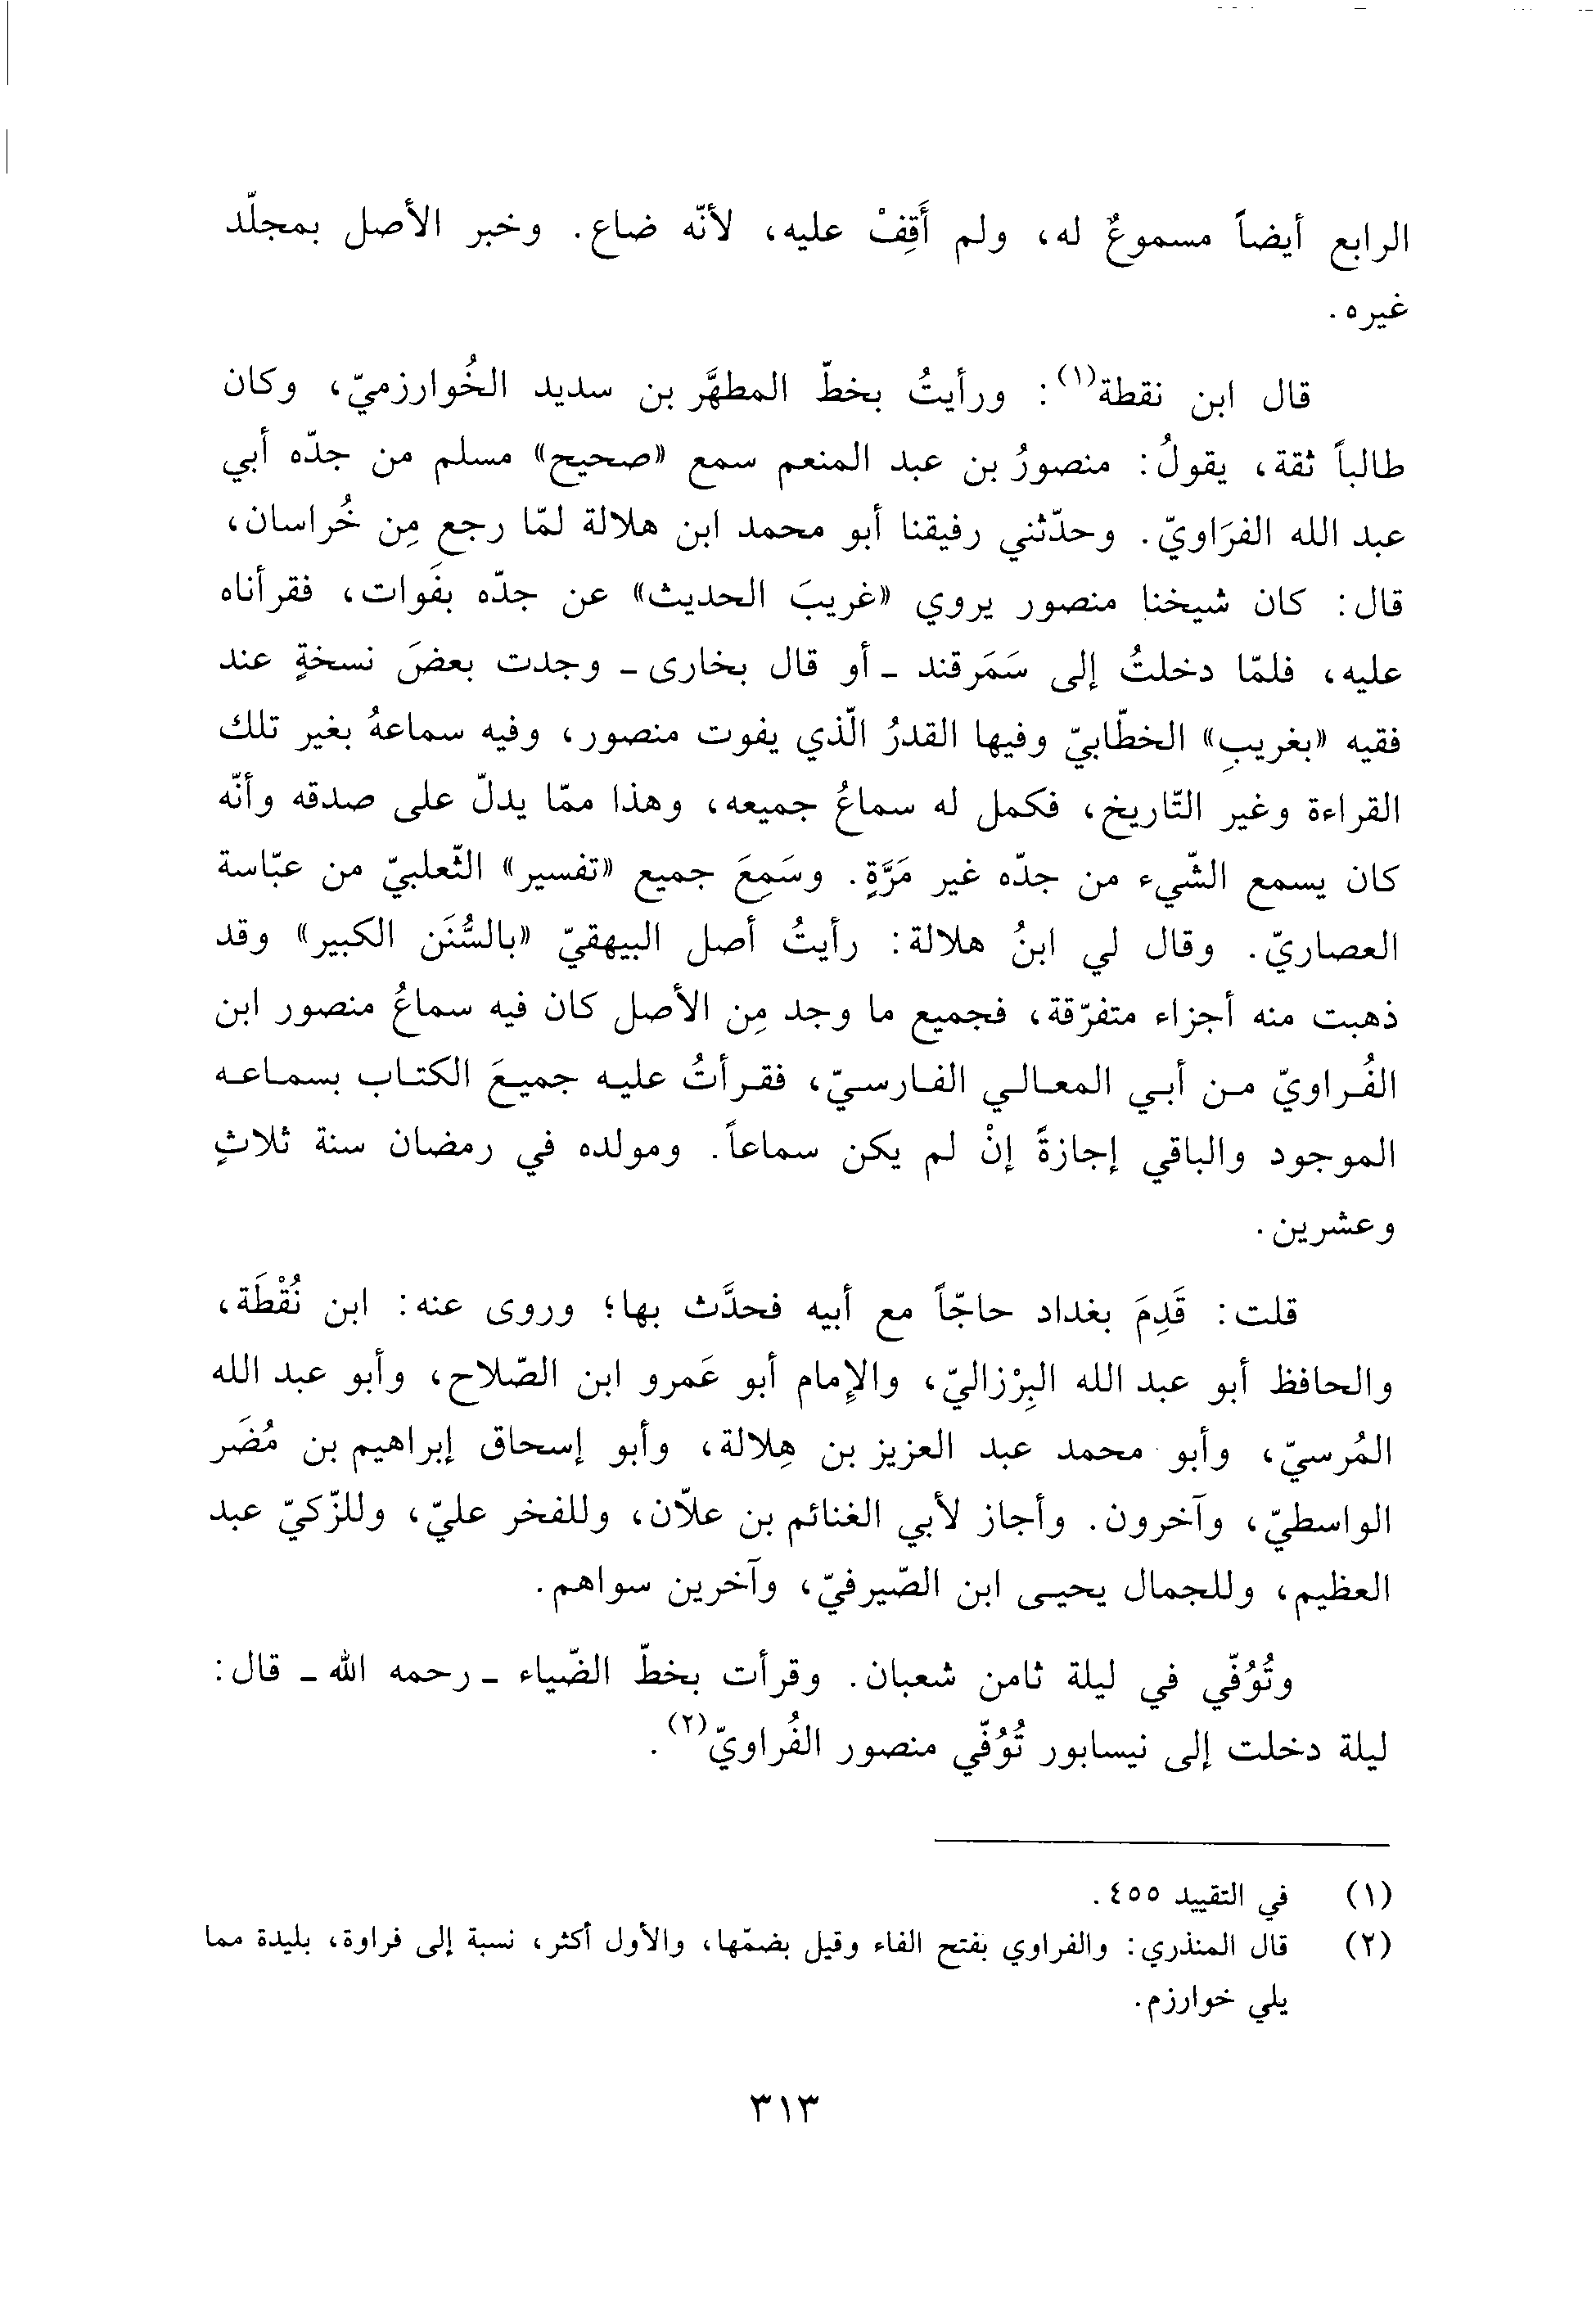 الرابع أيضاً مسموعٌ له، ولم أَقِفْ عليه، لأنّه ضاع. وخبر الأصل بمجلّد
غيره.
قال ابن نقطة(١): ورأيتُ بخطّ المطهَّر بن سديد الخُوارزميّ، وكان
طالباً ثقة، يقولُ: منصورُ بن عبد المنعم سمع «صحيح» مسلم من جدّه أبي
عبد الله الفرَاويّ. وحدّثني رفيقنا أبو محمد ابن هلالة لمّا رجع مِن خُراسان،
قال: كان شيخنا منصور يروي «غريبَ الحديث» عن جدّه بفَوات، فقرأناه
عليه، فلمّا دخلتُ إلى سَمَرقند ـ أو قال بخارى ـ وجدت بعضَ نسخةٍ عند
فقيه «بغريبِ» الخطّابيّ وفيها القدرُ الّذي يفوت منصور، وفيه سماعهُ بغير تلك
القراءة وغير التّاريخ، فكمل له سماعُ جميعه، وهذا ممّا يدلّ على صدقه وأنّه
كان يسمع الشّيء من جدّه غير مَرَّةٍ. وسَمِعَ جميع «تفسير» الثّعلبيّ من عبّاسة
العصاريّ. وقال لي ابنُ هلالة: رأيتُ أصل البيهقيّ «بالسُّنَن الكبير» وقد
ذهبت منه أجزاء متفرّقة، فجميع ما وجد مِن الأصل كان فيه سماعُ منصور ابن
الفُراويّ من أبي المعالي الفارسيّ، فقرأتُ عليه جميعَ الكتاب بسماعه
الموجود والباقي إجازةً إنْ لم يكن سماعاً. ومولده في رمضان سنة ثلاثٍ
وعشرين.
قلت: قَدِمَ بغداد حاجّاً مع أبيه فحدَّث بها؛ وروى عنه: ابن نُقْطَة،
والحافظ أبو عبد الله البِرْزاليّ، والإمام أبو عَمرو ابن الصّلاح، وأبو عبد الله
المُرسيّ، وأبو محمد عبد العزيز بن هِلالة، وأبو إسحاق إبراهيم بن مُضَر
الواسطيّ، وآخرون. وأجاز لأبي الغنائم بن علاّن، وللفخر عليّ، وللزّكيّ عبد
العظيم، وللجمال يحيى ابن الصّيرفيّ، وآخرين سواهم.
وتُوُفّي في ليلة ثامن شعبان. وقرأت بخطّ الضّياء ـ رحمه الله ـ قال:
ليلة دخلت إلى نيسابور تُوُفّي منصور الفُراويّ(٢).
(١) في التقييد ٤٥٥.
(٢) قال المنذري: والفراوي بفتح الفاء وقيل بضمّها، والأول أكثر، نسبة إلى فراوة، بليدة مما
يلي خوارزم.
٣١٣